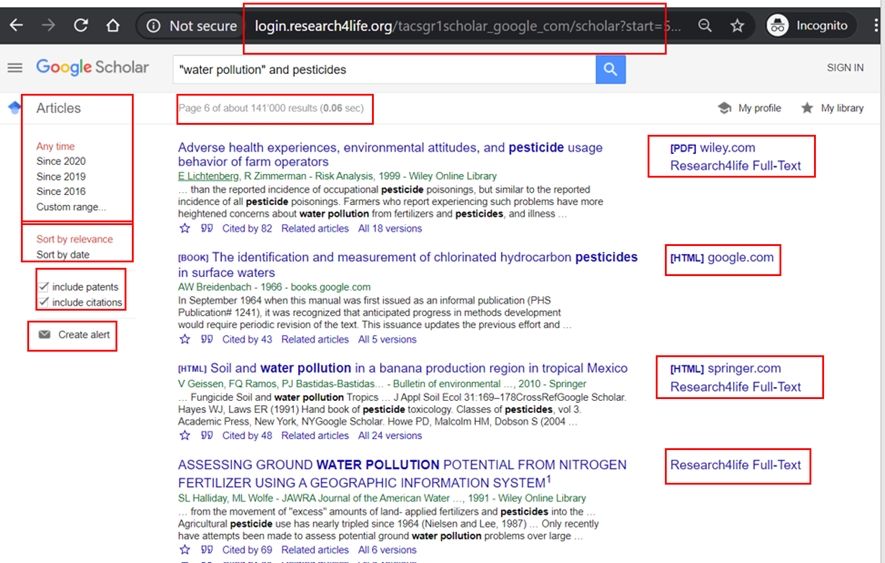 Not secure login.research4life.org/tacsgr1scholar_google_com/scholar?start=5... Incognito
Google Scholar "water pollution" and pesticides SIGN IN
Articles Page 6 of about 141'000 results (0.06 sec) My profile My library
Any time
Since 2020
Since 2019
Since 2016
Custom range...
Sort by relevance
Sort by date
include patents
include citations
Create alert
Adverse health experiences, environmental attitudes, and pesticide usage
behavior of farm operators
E Lichtenberg, R Zimmerman - Risk Analysis, 1999 - Wiley Online Library
... than the reported incidence of occupational pesticide poisonings, but similar to the reported
incidence of all pesticide poisonings. Farmers who report experiencing such problems have more
heightened concerns about water pollution from fertilizers and pesticides, and illness ...
Cited by 82 Related articles All 18 versions
[PDF] wiley.com
Research4life Full-Text
[BOOK] The identification and measurement of chlorinated hydrocarbon pesticides
in surface waters
AW Breidenbach - 1966 - books.google.com
In September 1964 when this manual was first issued as an informal publication (PHS
Publication# 1241), it was recognized that anticipated progress in methods development
would require periodic revision of the text. This issuance updates the previous effort and ...
Cited by 43 Related articles All 5 versions
[HTML] google.com
[HTML] Soil and water pollution in a banana production region in tropical Mexico
V Geissen, FQ Ramos, PJ Bastidas-Bastidas... - Bulletin of environmental ..., 2010 - Springer
... Fungicide Soil and water pollution Tropics ... J Appl Soil Ecol 31:169–178CrossRefGoogle Scholar.
Hayes WJ, Laws ER (1991) Hand book of pesticide toxicology. Classes of pesticides, vol 3.
Academic Press, New York, NYGoogle Scholar. Howe PD, Malcolm HM, Dobson S (2004 ...
Cited by 48 Related articles All 24 versions
[HTML] springer.com
Research4life Full-Text
ASSESSING GROUND WATER POLLUTION POTENTIAL FROM NITROGEN
FERTILIZER USING A GEOGRAPHIC INFORMATION SYSTEM1
SL Halliday, ML Wolfe - JAWRA Journal of the American Water ..., 1991 - Wiley Online Library
... from the movement of "excess" amounts of land- applied fertilizers and pesticides into the ...
Agricultural pesticide use has nearly tripled since 1964 (Nielsen and Lee, 1987) ... Only recently
have attempts been made to assess potential ground water pollution problems over large ...
Cited by 69 Related articles All 6 versions
Research4life Full-Text